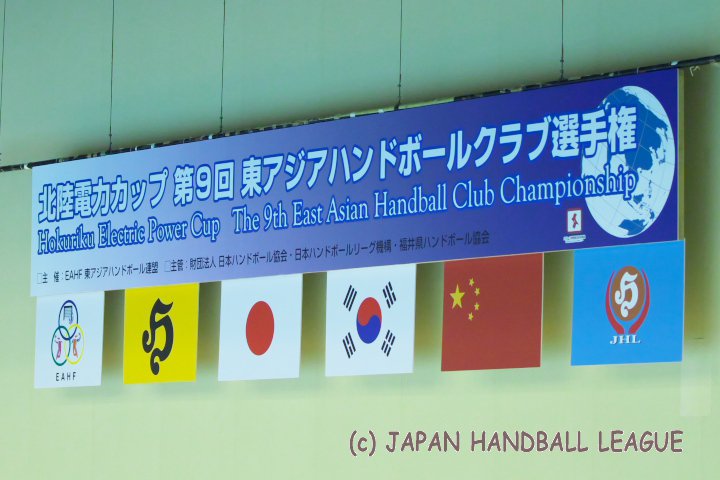 北陸電力カップ 第9回 東アジアハンドボールクラブ選手権
Hokuriku Electric Power Cup The 9th East Asian Handball Club Championship
□主 催：EAHF 東アジアハンドボール連盟 □主管：財団法人 日本ハンドボール協会・日本ハンドボールリーグ機構・福井県ハンドボール協会
EAHF
H
H
JHL
(c) JAPAN HANDBALL LEAGUE